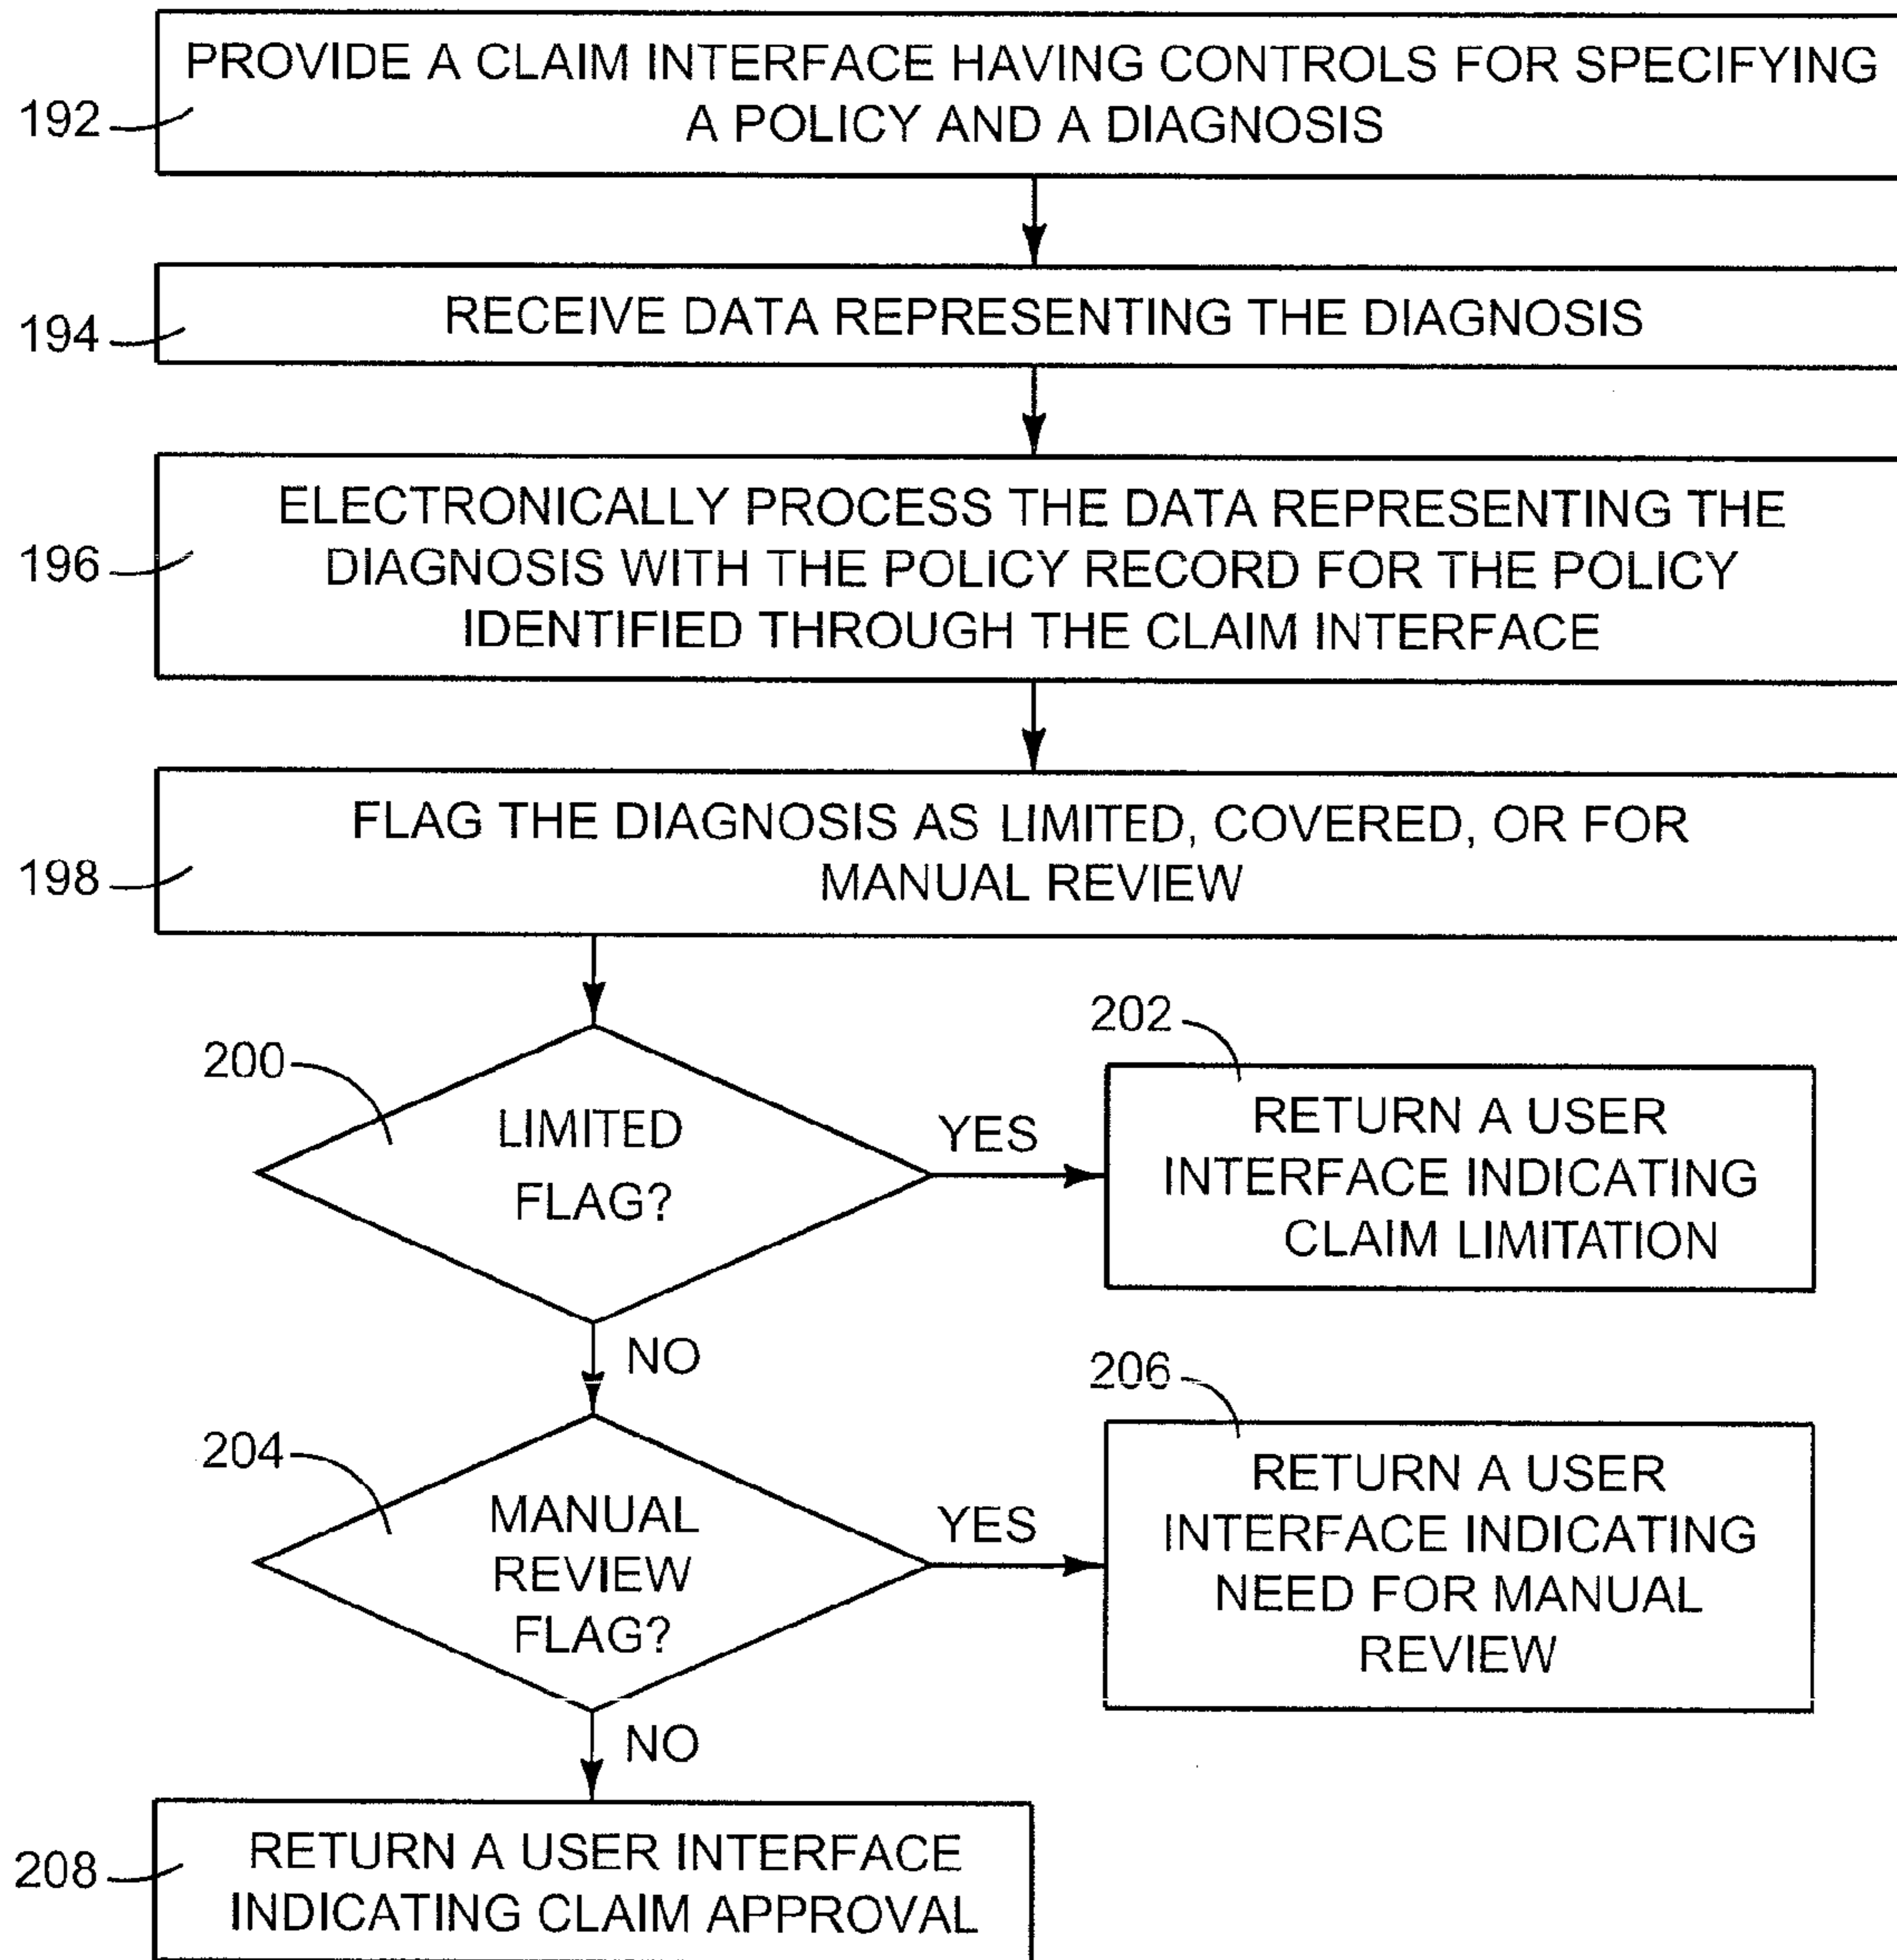 PROVIDE A CLAIM INTERFACE HAVING CONTROLS FOR SPECIFYING
A POLICY AND A DIAGNOSIS
192
RECEIVE DATA REPRESENTING THE DIAGNOSIS
194
ELECTRONICALLY PROCESS THE DATA REPRESENTING THE
DIAGNOSIS WITH THE POLICY RECORD FOR THE POLICY
IDENTIFIED THROUGH THE CLAIM INTERFACE
196
FLAG THE DIAGNOSIS AS LIMITED, COVERED, OR FOR
MANUAL REVIEW
198
200
LIMITED
FLAG?
YES
202
RETURN A USER
INTERFACE INDICATING
CLAIM LIMITATION
NO
204
MANUAL
REVIEW
FLAG?
YES
206
RETURN A USER
INTERFACE INDICATING
NEED FOR MANUAL
REVIEW
NO
208
RETURN A USER INTERFACE
INDICATING CLAIM APPROVAL